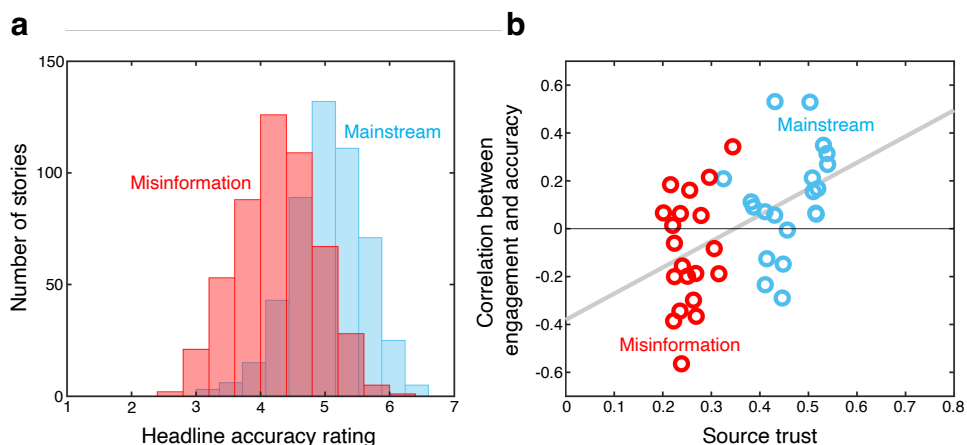 a
150
100
50
0
1
2
3
4
5
6
7
Number of stories
Headline accuracy rating
Misinformation
Mainstream
b
0.6
0.4
0.2
0
-0.2
-0.4
-0.6
0
0.1
0.2
0.3
0.4
0.5
0.6
0.7
0.8
Correlation between
engagement and accuracy
Source trust
Mainstream
Misinformation